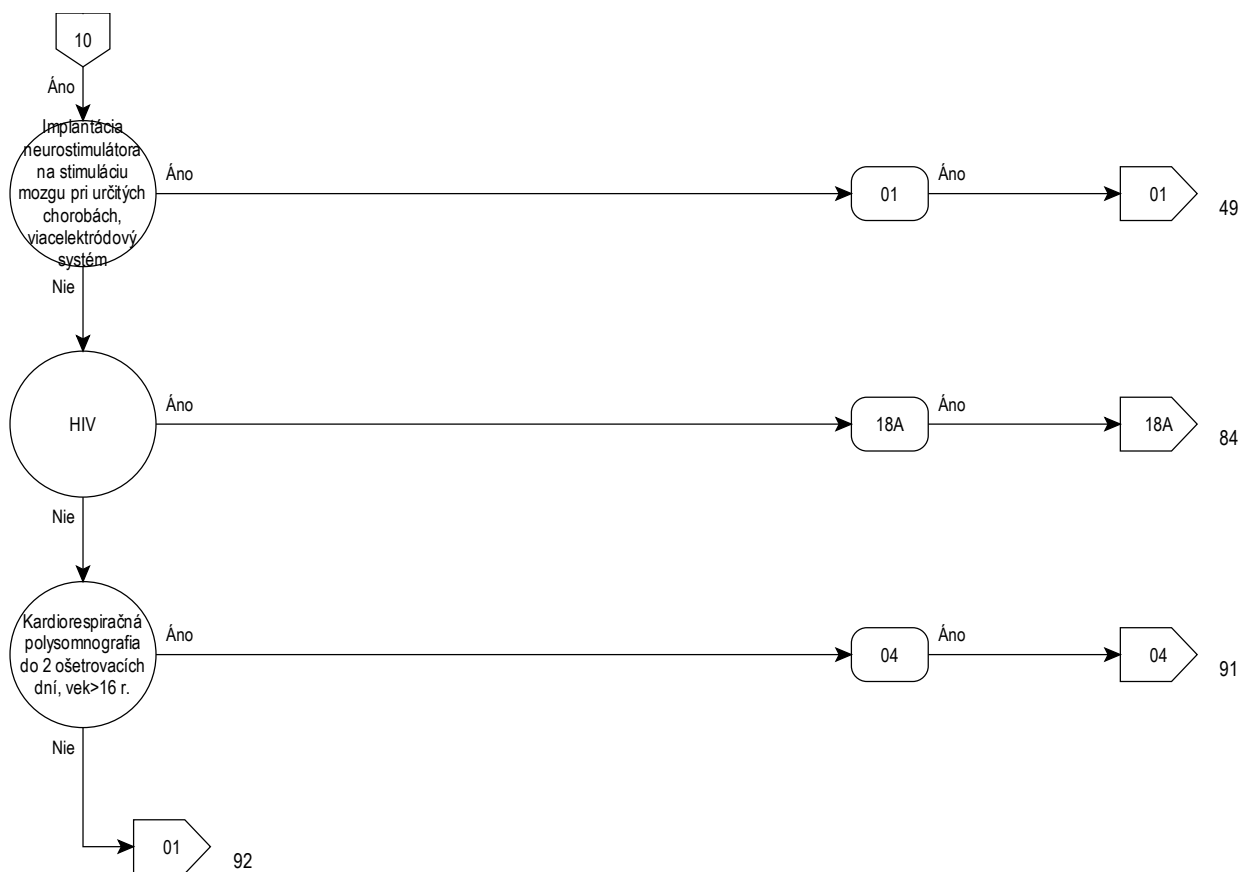 10
Áno
Implantácia
neurostimulátora
na stimuláciu
mozgu pri určitých
chorobách,
viacelektródový
systém
Áno
01
Áno
01
49
Nie
HIV
Áno
18A
Áno
18A
84
Nie
Kardiorespiračná
polysomnografia
do 2 ošetrovacích
dní, vek>16 r.
Áno
04
Áno
04
91
Nie
01
92